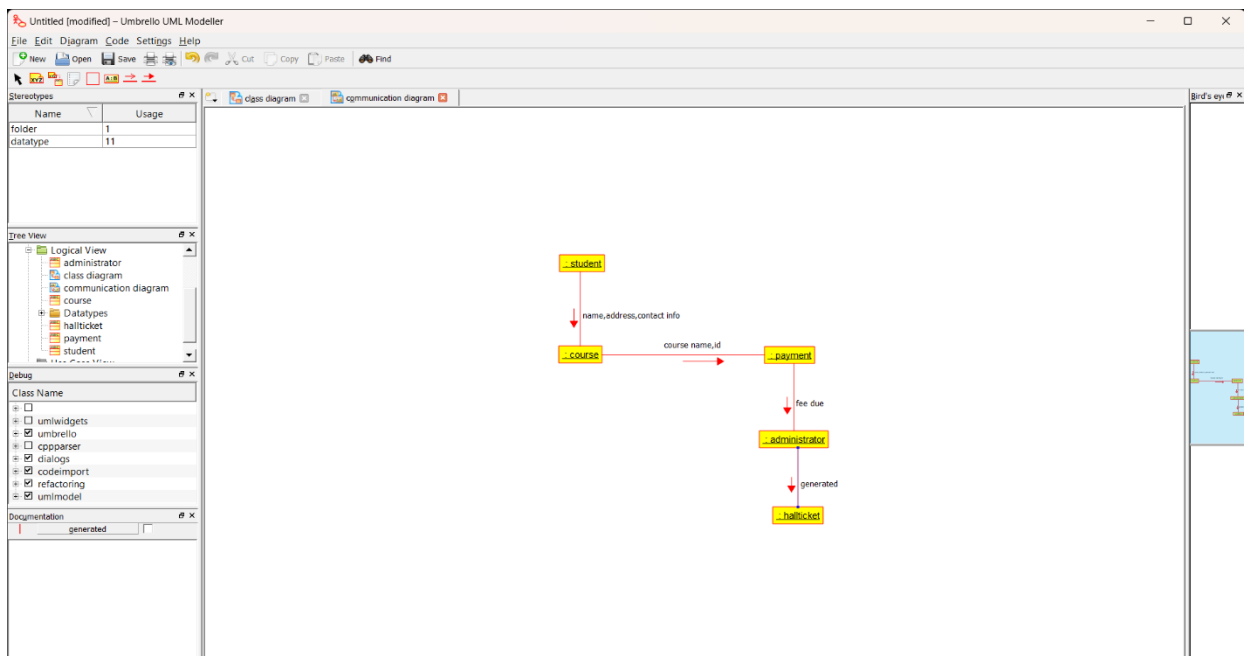 Untitled [modified] – Umbrello UML Modeller
File Edit Diagram Code Settings Help
New Open Save Cut Copy Paste Find
XYZ A:B
Stereotypes
Name Usage
folder 1
datatype 11
Tree View
Logical View
administrator
class diagram
communication diagram
course
Datatypes
hallticket
payment
student
Debug
Class Name
umlwidgets
umbrello
cppparser
dialogs
codeimport
refactoring
umlmodel
Documentation
generated
class diagram communication diagram
: student
name,address,contact info
: course
course name,id
: payment
fee due
: administrator
generated
: hallticket
Bird's ey